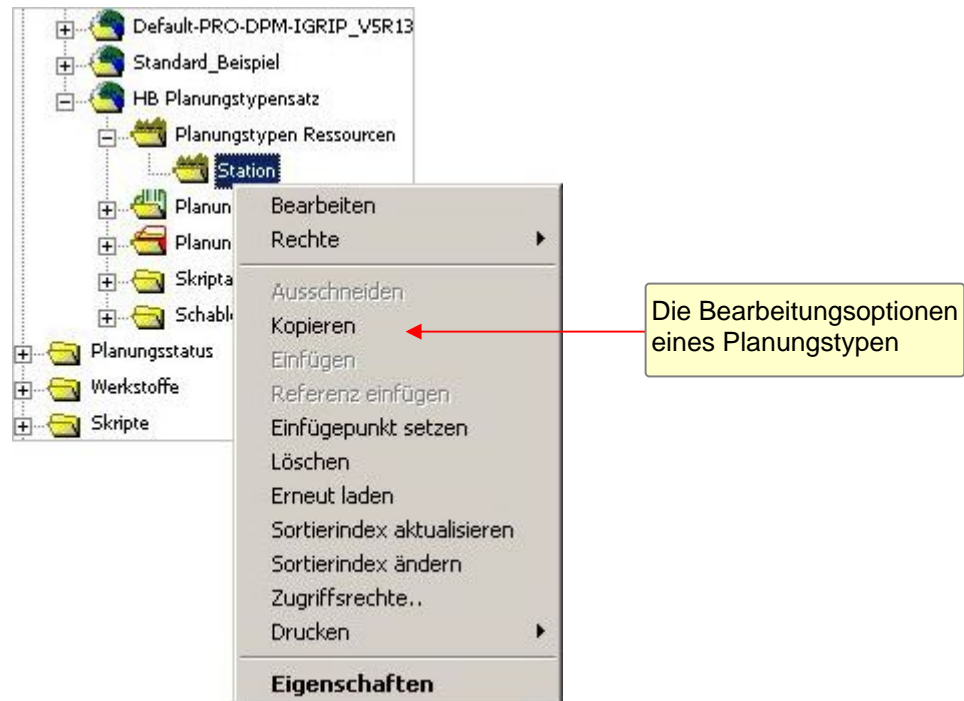 Default-PRO-DPM-IGRIP_V5R13
Standard_Beispiel
HB Planungstypensatz
Planungstypen Ressourcen
Station
Planun
Planun
Skripta
Schabl
Planungsstatus
Werkstoffe
Skripte
Bearbeiten
Rechte
Ausschneiden
Kopieren
Einfügen
Referenz einfügen
Einfügepunkt setzen
Löschen
Erneut laden
Sortierindex aktualisieren
Sortierindex ändern
Zugriffsrechte..
Drucken
Eigenschaften
Die Bearbeitungsoptionen
eines Planungstypen